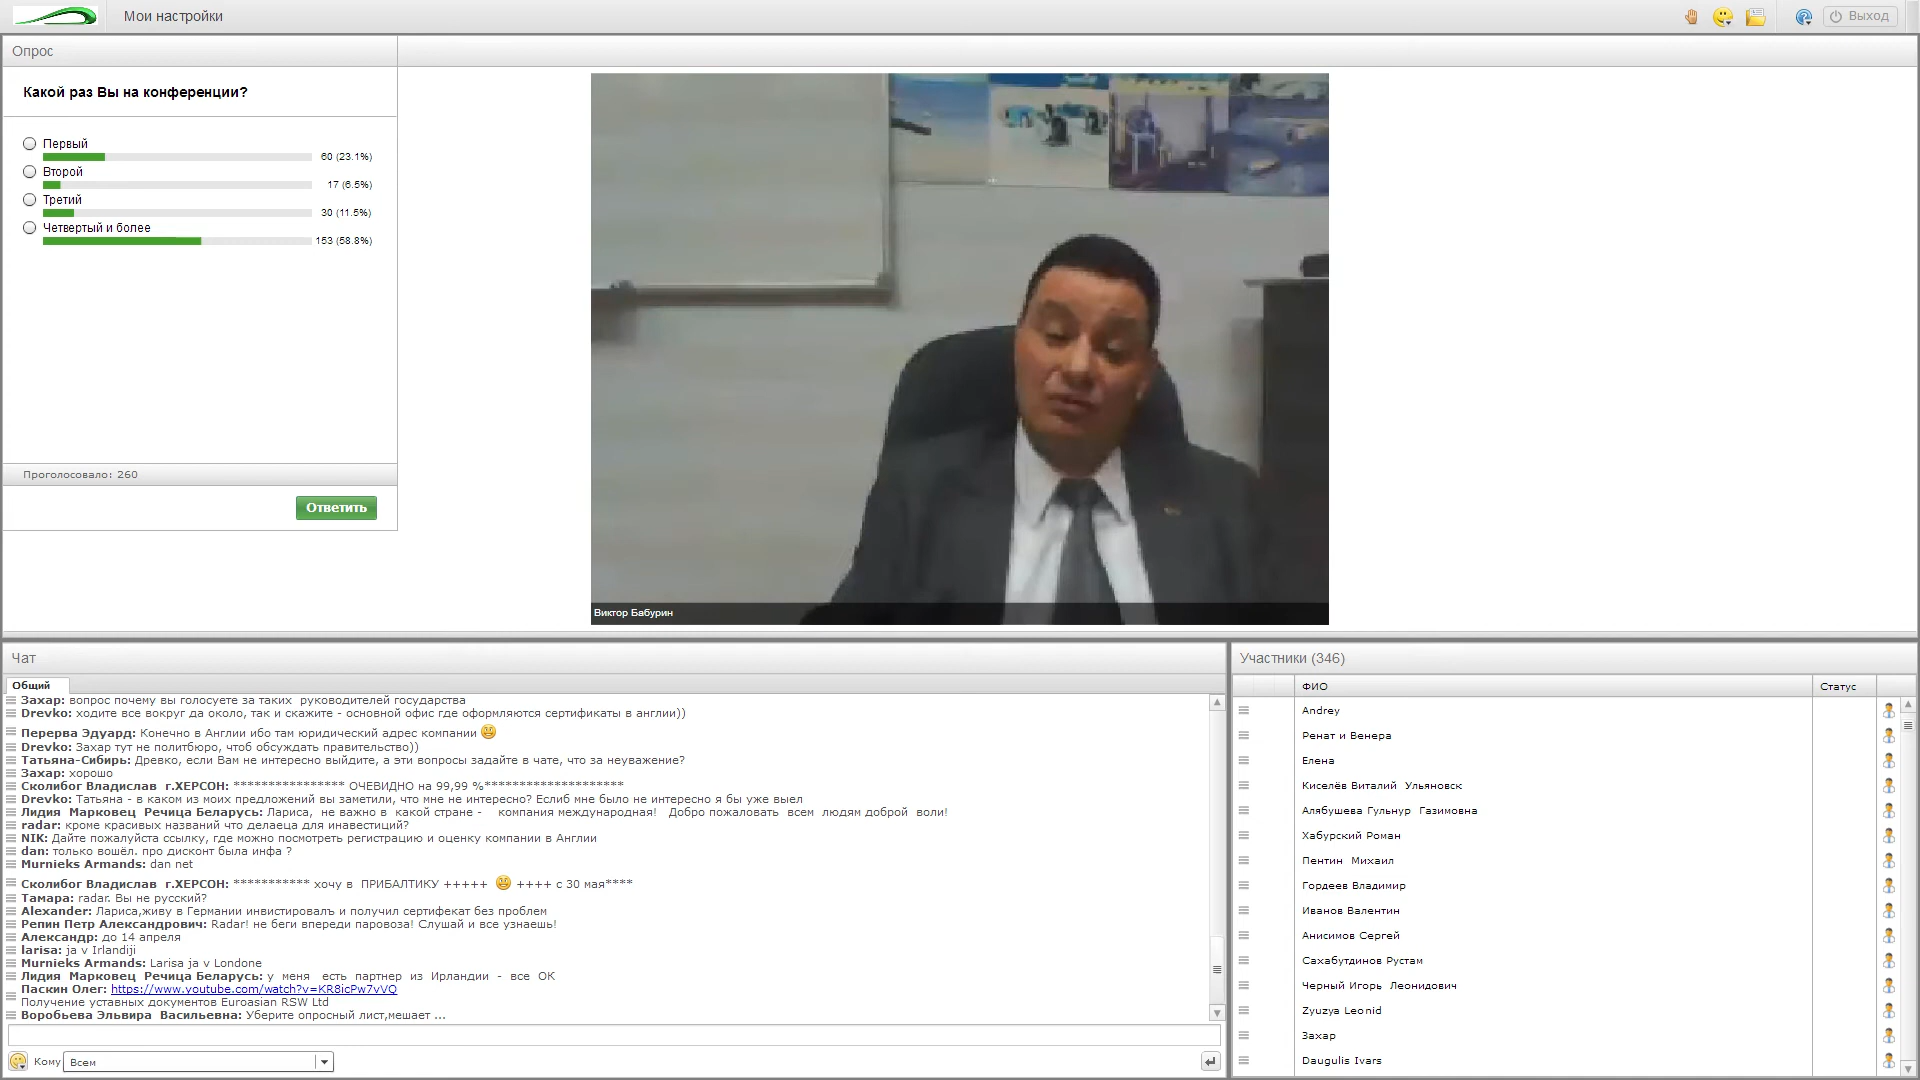 Мои настройки
Выход
Опрос
Какой раз Вы на конференции?
Первый
60 (23.1%)
Второй
17 (6.5%)
Третий
30 (11.5%)
Четвертый и более
153 (58.8%)
Проголосовало: 260
Ответить
Виктор Бабурин
Чат
Общий
Захар: вопрос почему вы голосуете за таких руководителей государства
Drevko: ходите все вокруг да около, так и скажите - основной офис где оформляются сертификаты в англии))
Перерва Эдуард: Конечно в Англии ибо там юридический адрес компании
Drevko: Захар тут не политбюро, чтоб обсуждать правительство))
Татьяна-Сибирь: Древко, если Вам не интересно выйдите, а эти вопросы задайте в чате, что за неуважение?
Захар: хорошо
Сколибог Владислав г.ХЕРСОН: **************** ОЧЕВИДНО на 99,99 %********************
Drevko: Татьяна - в каком из моих предложений вы заметили, что мне не интересно? Еслиб мне было не интересно я бы уже выел
Лидия Марковец Речица Беларусь: Лариса, не важно в какой стране - компания международная! Добро пожаловать всем людям доброй воли!
radar: кроме красивых названий что делаеца для инавестиций?
NIK: Дайте пожалуйста ссылку, где можно посмотреть регистрацию и оценку компании в Англии
dan: только вошёл. про дисконт была инфа ?
Murnieks Armands: dan net
Сколибог Владислав г.ХЕРСОН: *********** хочу в ПРИБАЛТИКУ +++++ ++++ с 30 мая****
Тамара: radar. Вы не русский?
Alexander: Лариса,живу в Германии инвистировалъ и получил сертифекат без проблем
Репин Петр Александрович: Radar! не беги впереди паровоза! Слушай и все узнаешь!
Александр: до 14 апреля
larisa: ja v Irlandiji
Murnieks Armands: Larisa ja v Londone
Лидия Марковец Речица Беларусь: у меня есть партнер из Ирландии - все ОК
Паскин Олег: https://www.youtube.com/watch?v=KR8icPw7vVQ
Получение уставных документов Euroasian RSW Ltd
Воробьева Эльвира Васильевна: Уберите опросный лист,мешает ...
Кому
Всем
Участники (346)
ФИО
Статус
Andrey
Ренат и Венера
Елена
Киселёв Виталий Ульяновск
Алябушева Гульнур Газимовна
Хабурский Роман
Пентин Михаил
Гордеев Владимир
Иванов Валентин
Анисимов Сергей
Сахабутдинов Рустам
Черный Игорь Леонидович
Zyuzya Leonid
Захар
Daugulis Ivars